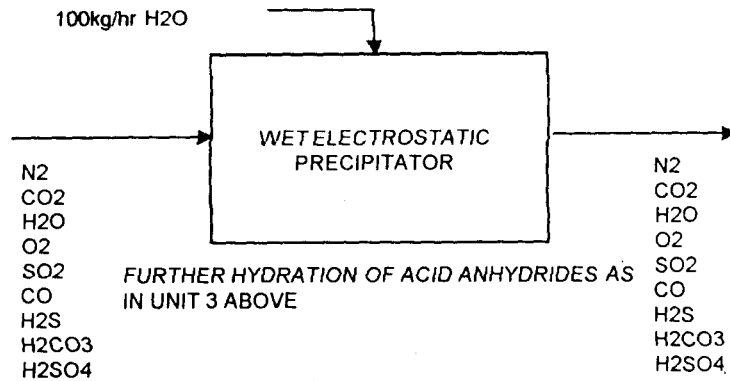 100kg/hr H2O
WET ELECTROSTATIC
PRECIPITATOR
N2
CO2
H2O
O2
SO2
CO
H2S
H2CO3
H2SO4
FURTHER HYDRATION OF ACID ANHYDRIDES AS
IN UNIT 3 ABOVE
N2
CO2
H2O
O2
SO2
CO
H2S
H2CO3
H2SO4